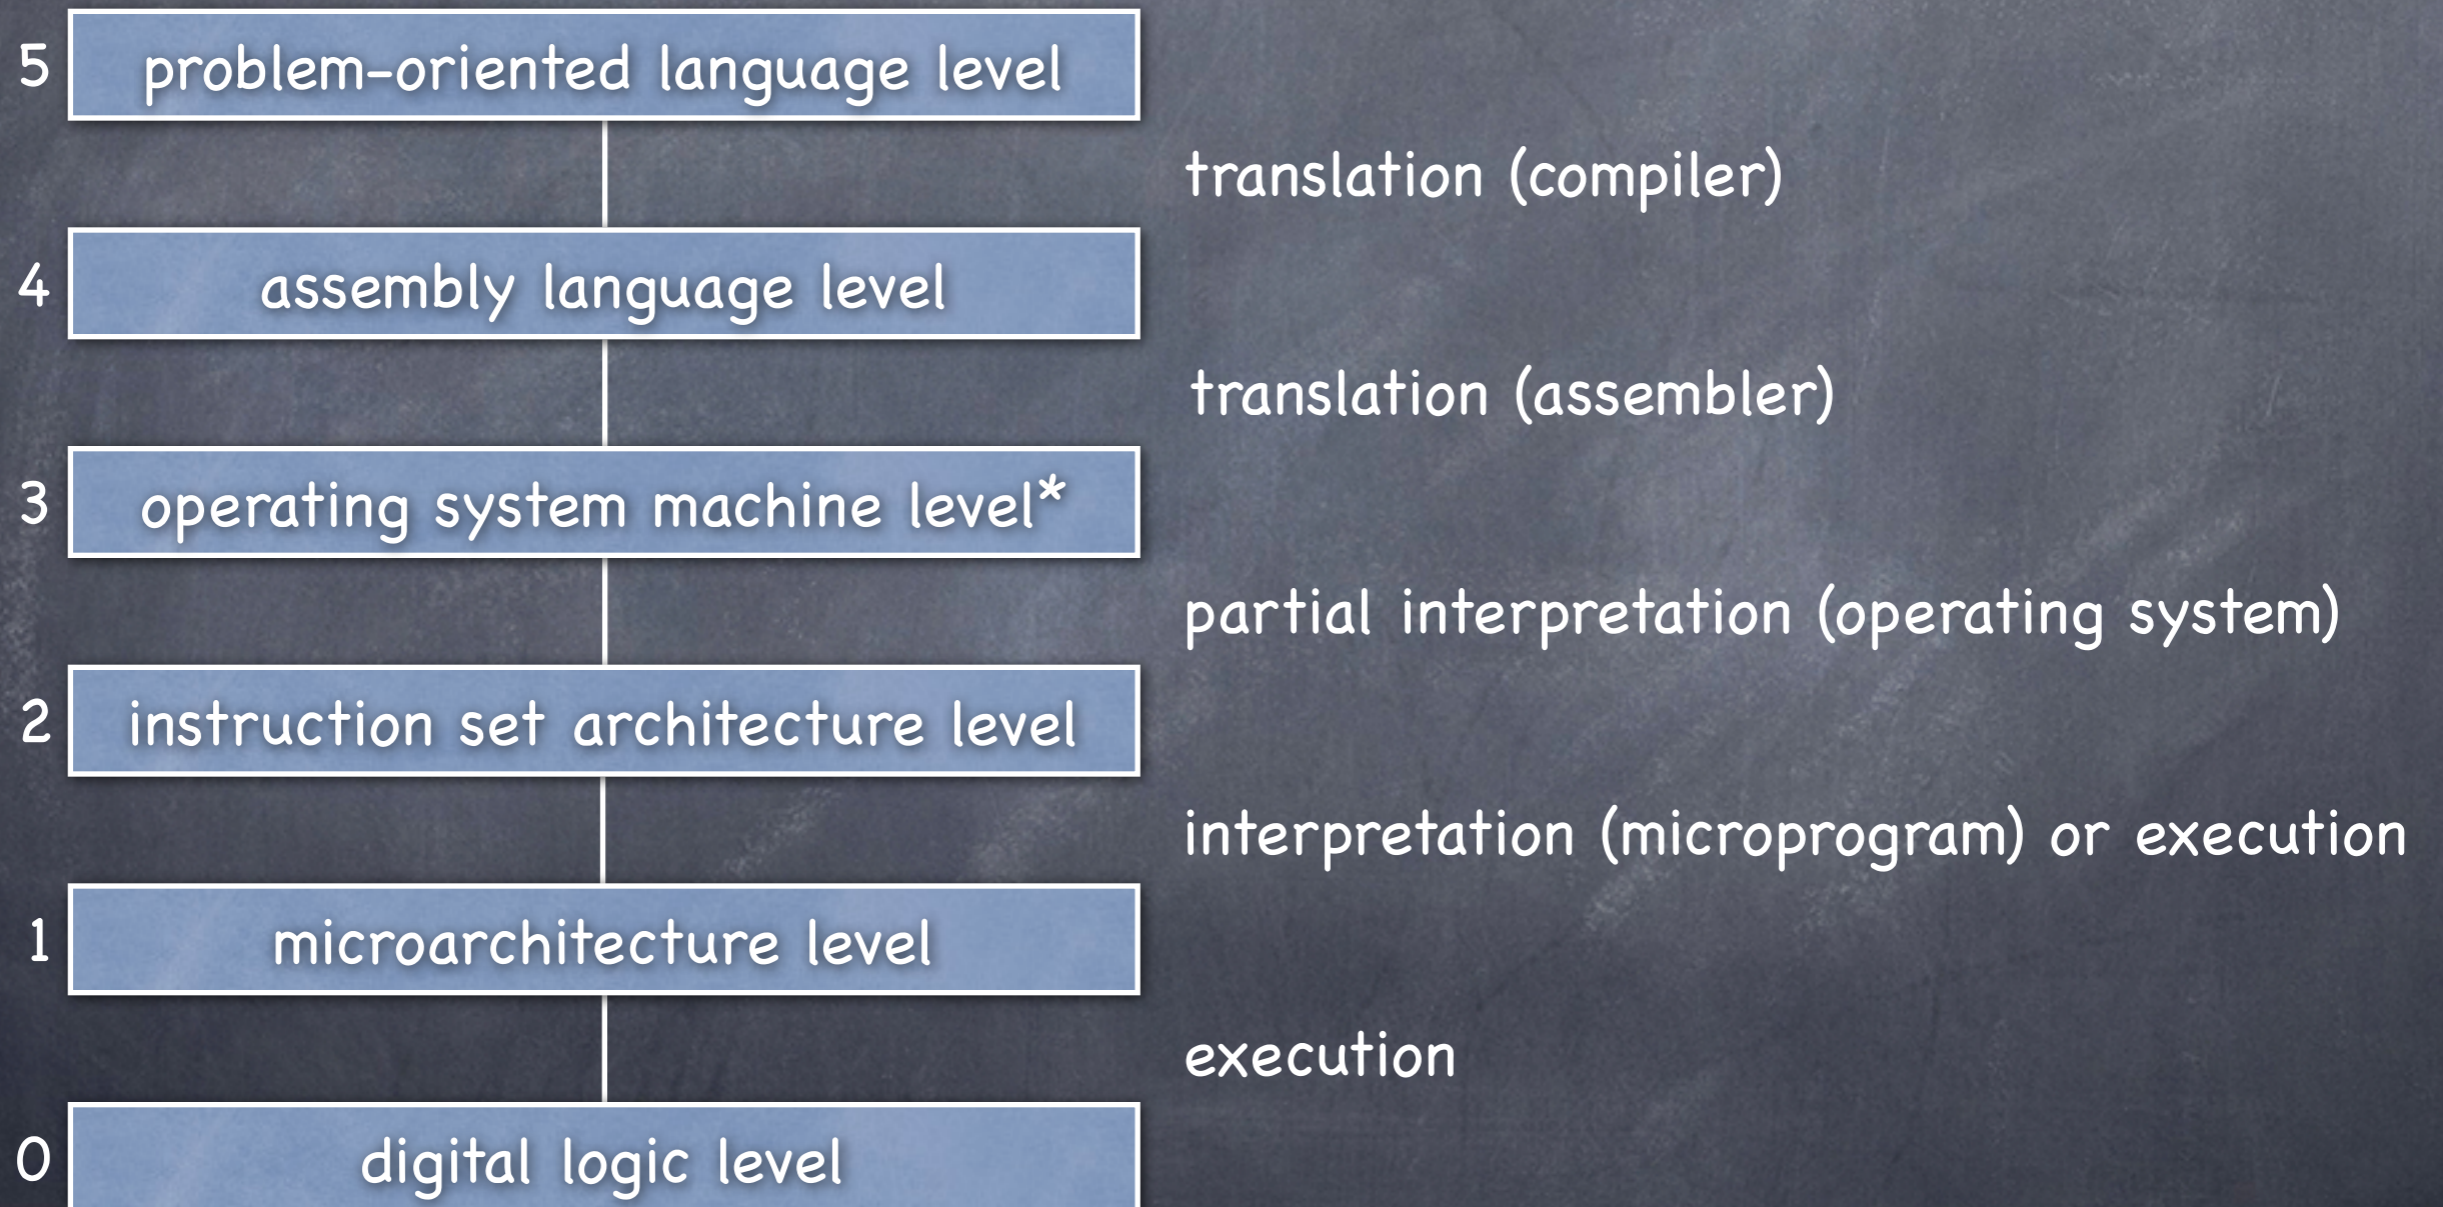 5 problem-oriented language level
translation (compiler)
4 assembly language level
translation (assembler)
3 operating system machine level*
partial interpretation (operating system)
2 instruction set architecture level
interpretation (microprogram) or execution
1 microarchitecture level
execution
0 digital logic level